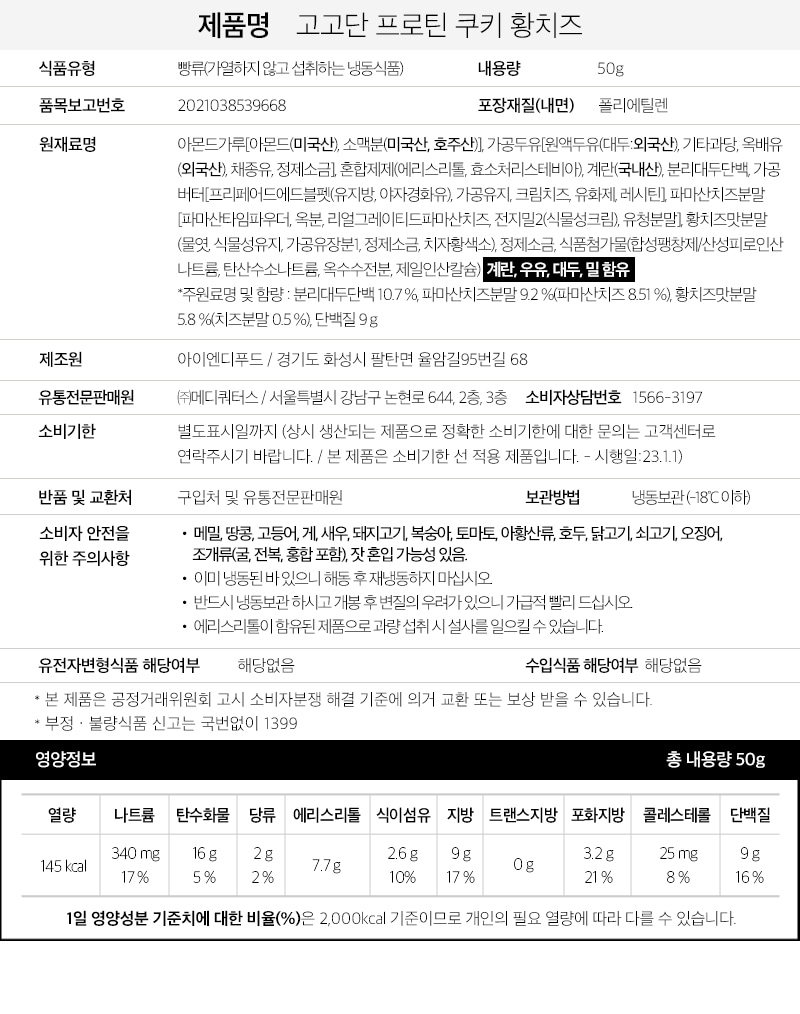 제품명 고고단 프로틴 쿠키 황치즈
식품유형 빵류(가열하지 않고 섭취하는 냉동식품) 내용량 50g
품목보고번호 2021038539668 포장재질(내면) 폴리에틸렌
원재료명 아몬드가루[아몬드(미국산), 소맥분(미국산, 호주산)], 가공두유[원액두유(대두:외국산), 기타과당, 옥배유
(외국산), 채종유, 정제소금], 혼합제제(에리스리톨, 효소처리스테비아), 계란(국내산), 분리대두단백, 가공
버터[프리페어드에드블펫(유지방, 야자경화유), 가공유지, 크림치즈, 유화제, 레시틴], 파마산치즈분말
[파마산타임파우더, 옥분, 리얼그레이티드파마산치즈, 전지밀2(식물성크림), 유청분말], 황치즈맛분말
(물엿, 식물성유지, 가공유장분1, 정제소금, 치자황색소), 정제소금, 식품첨가물(합성팽창제/산성피로인산
나트륨, 탄산수소나트륨, 옥수수전분, 제일인산칼슘) 계란, 우유, 대두, 밀 함유
*주원료명 및 함량 : 분리대두단백 10.7 %, 파마산치즈분말 9.2 %(파마산치즈 8.51 %), 황치즈맛분말
5.8 %(치즈분말 0.5 %), 단백질 9 g
제조원 아이엔디푸드 / 경기도 화성시 팔탄면 율암길95번길 68
유통전문판매원 ㈜메디쿼터스 / 서울특별시 강남구 논현로 644, 2층, 3층 소비자상담번호 1566-3197
소비기한 별도표시일까지 (상시 생산되는 제품으로 정확한 소비기한에 대한 문의는 고객센터로
연락주시기 바랍니다. / 본 제품은 소비기한 선 적용 제품입니다. - 시행일:23.1.1)
반품 및 교환처 구입처 및 유통전문판매원 보관방법 냉동보관 (-18℃ 이하)
소비자 안전을 • 메밀, 땅콩, 고등어, 게, 새우, 돼지고기, 복숭아, 토마토, 아황산류, 호두, 닭고기, 쇠고기, 오징어,
위한 주의사항 조개류(굴, 전복, 홍합 포함), 잣 혼입 가능성 있음.
• 이미 냉동된 바 있으니 해동 후 재냉동하지 마십시오.
• 반드시 냉동보관 하시고 개봉 후 변질의 우려가 있으니 가급적 빨리 드십시오.
• 에리스리톨이 함유된 제품으로 과량 섭취 시 설사를 일으킬 수 있습니다.
유전자변형식품 해당여부 해당없음 수입식품 해당여부 해당없음
* 본 제품은 공정거래위원회 고시 소비자분쟁 해결 기준에 의거 교환 또는 보상 받을 수 있습니다.
* 부정 · 불량식품 신고는 국번없이 1399
영양정보 총 내용량 50g
열량 나트륨 탄수화물 당류 에리스리톨 식이섬유 지방 트랜스지방 포화지방 콜레스테롤 단백질
145 kcal 340 mg 16 g 2 g 7.7 g 2.6 g 9 g 0 g 3.2 g 25 mg 9 g
17 % 5 % 2 % 10% 17 % 21 % 8 % 16 %
1일 영양성분 기준치에 대한 비율(%)은 2,000kcal 기준이므로 개인의 필요 열량에 따라 다를 수 있습니다.